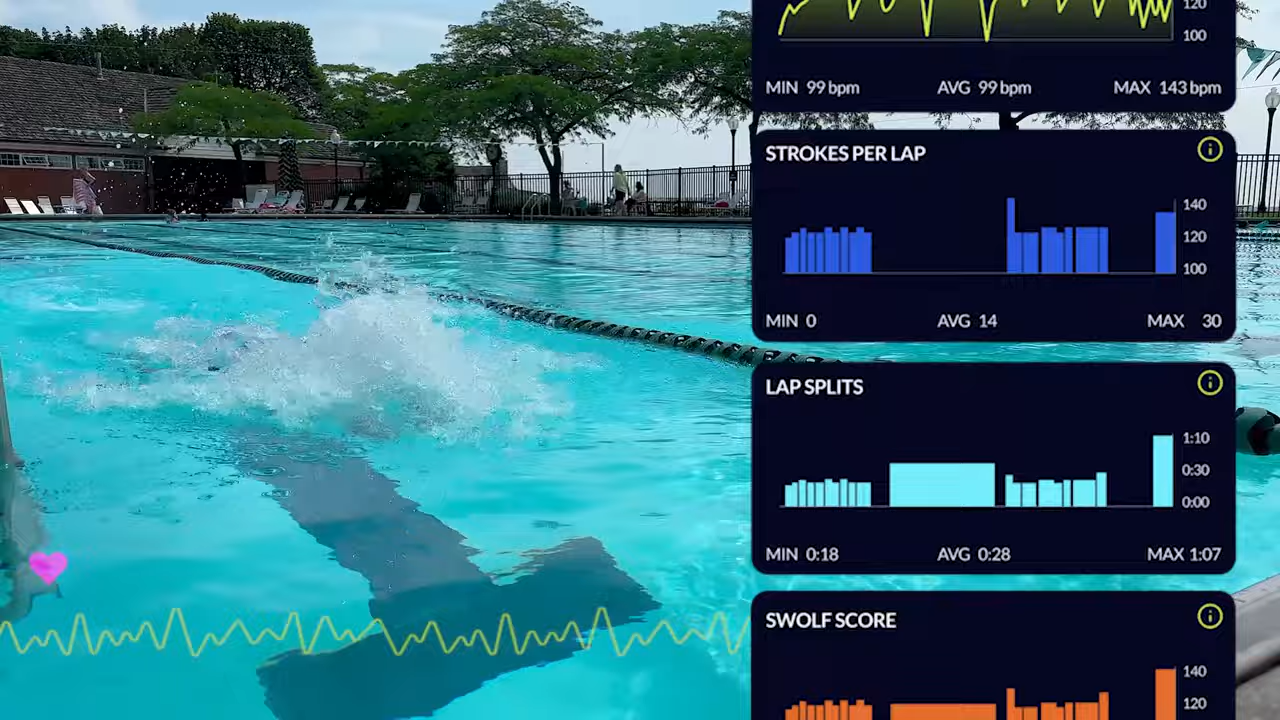 120
100
MIN 99 bpm AVG 99 bpm MAX 143 bpm
STROKES PER LAP
140
120
100
MIN 0 AVG 14 MAX 30
LAP SPLITS
1:10
0:30
0:00
MIN 0:18 AVG 0:28 MAX 1:07
SWOLF SCORE
140
120